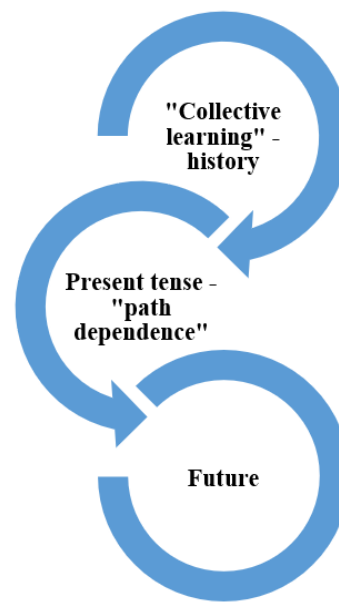 "Collective
learning" -
history
Present tense -
"path
dependence"
Future